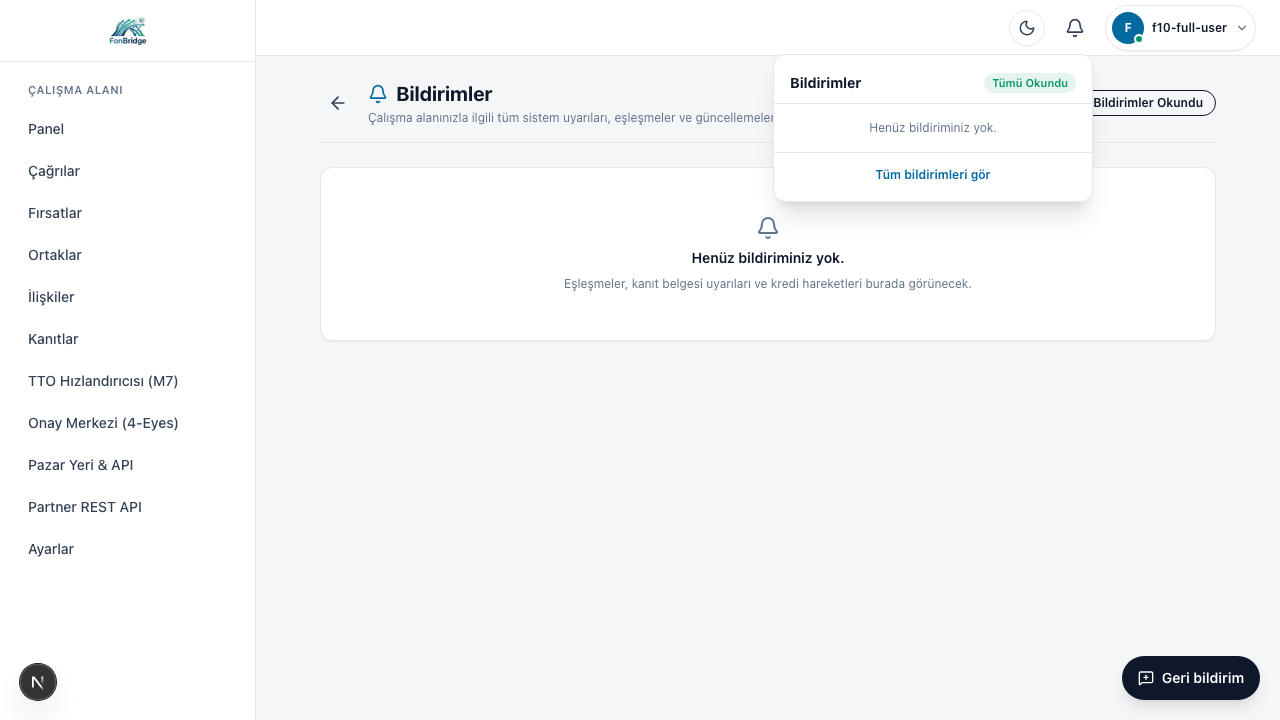 FonBridge
f10-full-user
F
ÇALIŞMA ALANI
Panel
Çağrılar
Fırsatlar
Ortaklar
İlişkiler
Kanıtlar
TTO Hızlandırıcısı (M7)
Onay Merkezi (4-Eyes)
Pazar Yeri & API
Partner REST API
Ayarlar
N
Bildirimler
Çalışma alanınızla ilgili tüm sistem uyarıları, eşleşmeler ve güncellemeler
Bildirimler Okundu
Bildirimler
Tümü Okundu
Henüz bildiriminiz yok.
Tüm bildirimleri gör
Henüz bildiriminiz yok.
Eşleşmeler, kanıt belgesi uyarıları ve kredi hareketleri burada görünecek.
Geri bildirim